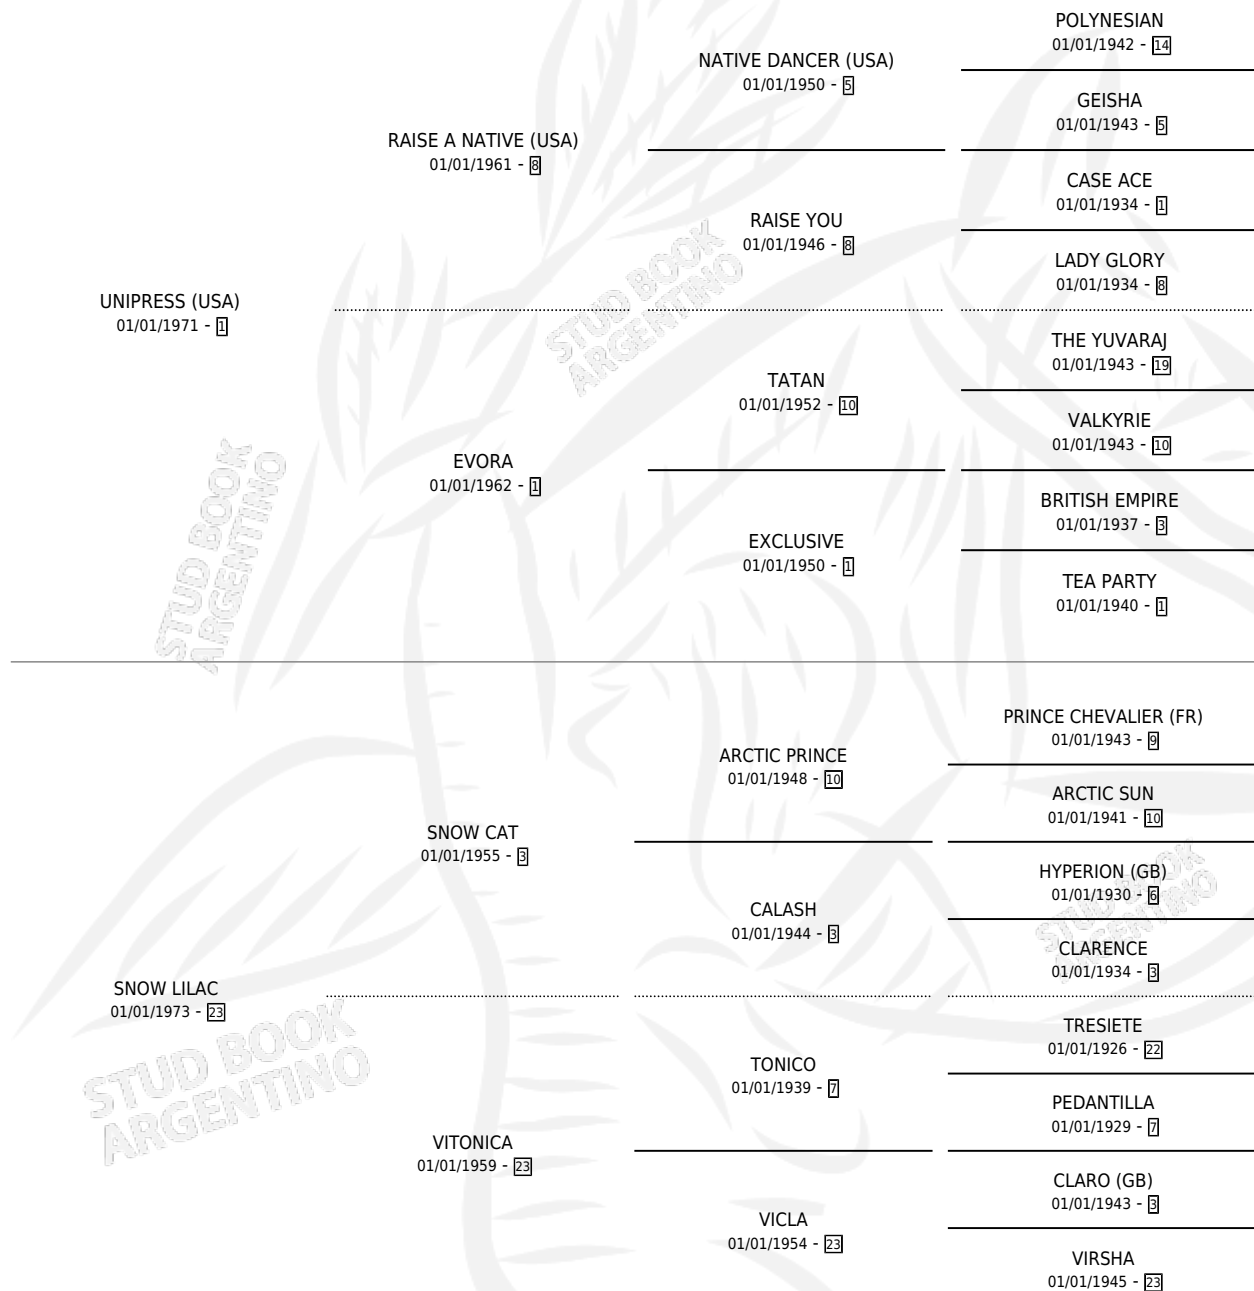 POLYNESIAN
01/01/1942 - 14
NATIVE DANCER (USA)
01/01/1950 - 5
GEISHA
01/01/1943 - 5
RAISE A NATIVE (USA)
01/01/1961 - 8
CASE ACE
01/01/1934 - 1
RAISE YOU
01/01/1946 - 8
LADY GLORY
01/01/1934 - 8
UNIPRESS (USA)
01/01/1971 - 1
THE YUVARAJ
01/01/1943 - 19
TATAN
01/01/1952 - 10
VALKYRIE
01/01/1943 - 10
EVORA
01/01/1962 - 1
BRITISH EMPIRE
01/01/1937 - 3
EXCLUSIVE
01/01/1950 - 1
TEA PARTY
01/01/1940 - 1
PRINCE CHEVALIER (FR)
01/01/1943 - 9
ARCTIC PRINCE
01/01/1948 - 10
ARCTIC SUN
01/01/1941 - 10
SNOW CAT
01/01/1955 - 3
HYPERION (GB)
01/01/1930 - 6
CALASH
01/01/1944 - 3
CLARENCE
01/01/1934 - 3
SNOW LILAC
01/01/1973 - 23
TRESIETE
01/01/1926 - 22
TONICO
01/01/1939 - 7
PEDANTILLA
01/01/1929 - 7
VITONICA
01/01/1959 - 23
CLARO (GB)
01/01/1943 - 3
VICLA
01/01/1954 - 23
VIRSHA
01/01/1945 - 23
STUD BOOK
ARGENTINO
STUD BOOK
ARGENTINO
STUD BOOK
ARGENTINO
STUD BOOK
ARGENTINO